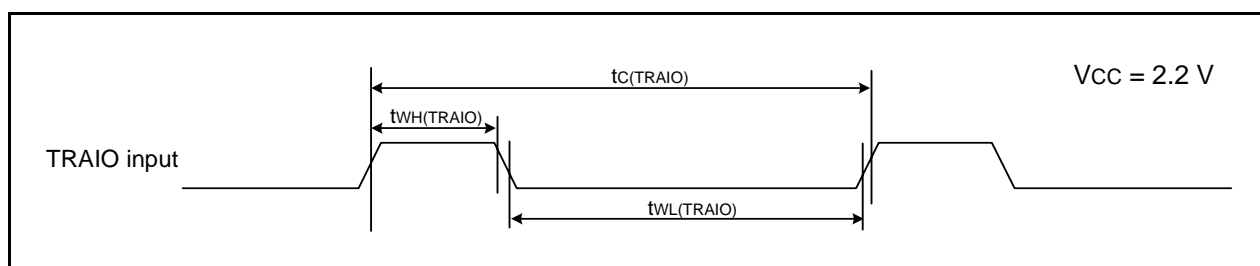 tC(TRAIO)
VCC = 2.2 V
tWH(TRAIO)
TRAIO input
tWL(TRAIO)